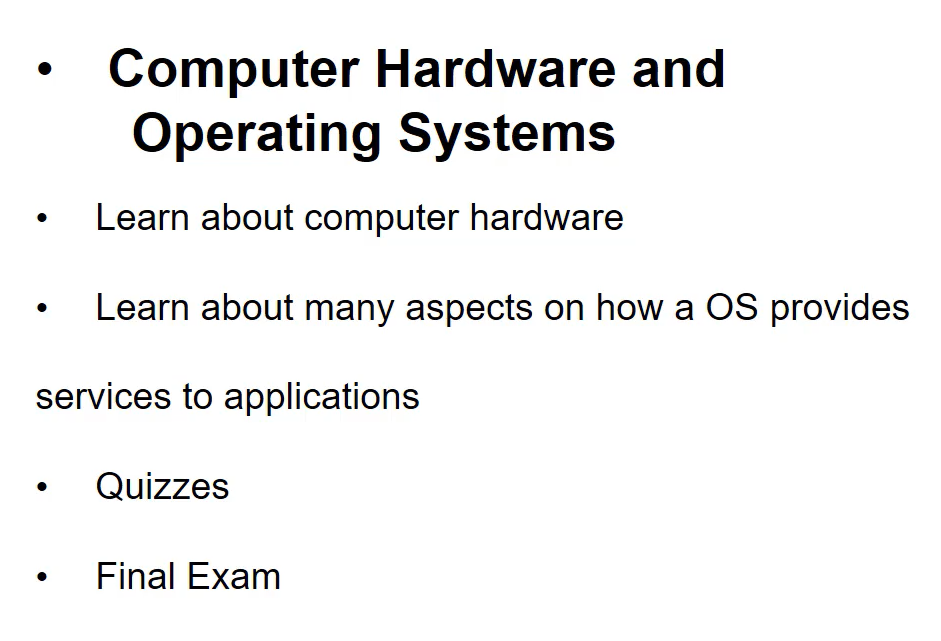 • Computer Hardware and
Operating Systems
• Learn about computer hardware
• Learn about many aspects on how a OS provides
services to applications
• Quizzes
• Final Exam